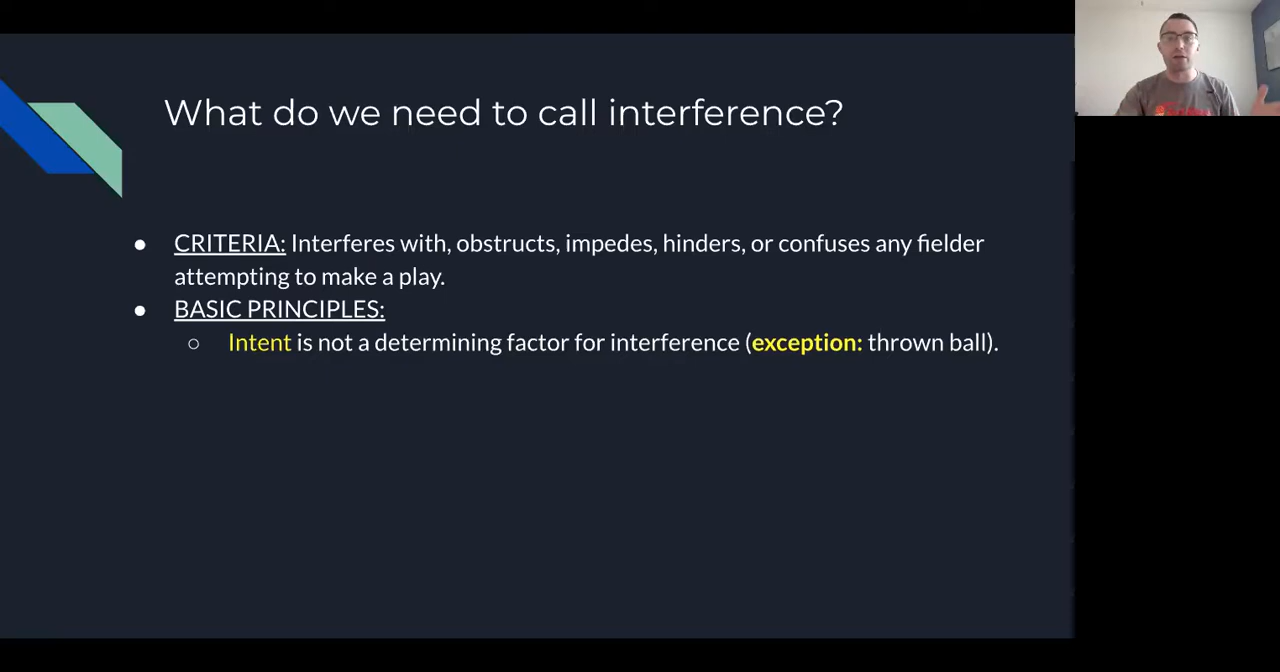 What do we need to call interference?
● CRITERIA: Interferes with, obstructs, impedes, hinders, or confuses any fielder
attempting to make a play.
● BASIC PRINCIPLES:
○ Intent is not a determining factor for interference (exception: thrown ball).